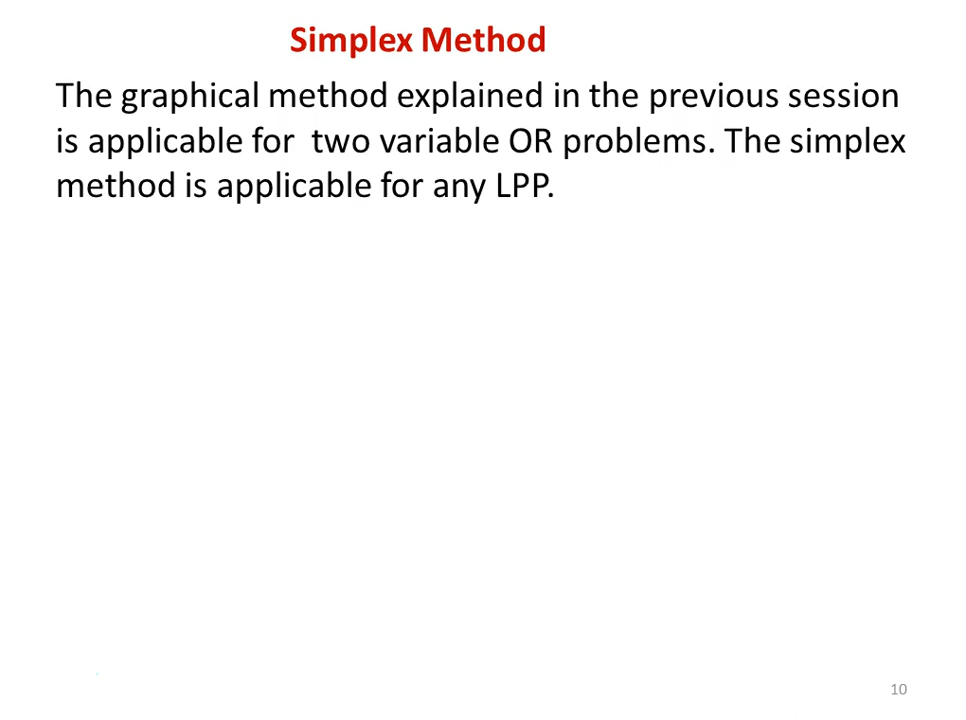 Simplex Method
The graphical method explained in the previous session
is applicable for  two variable OR problems. The simplex
method is applicable for any LPP.
10